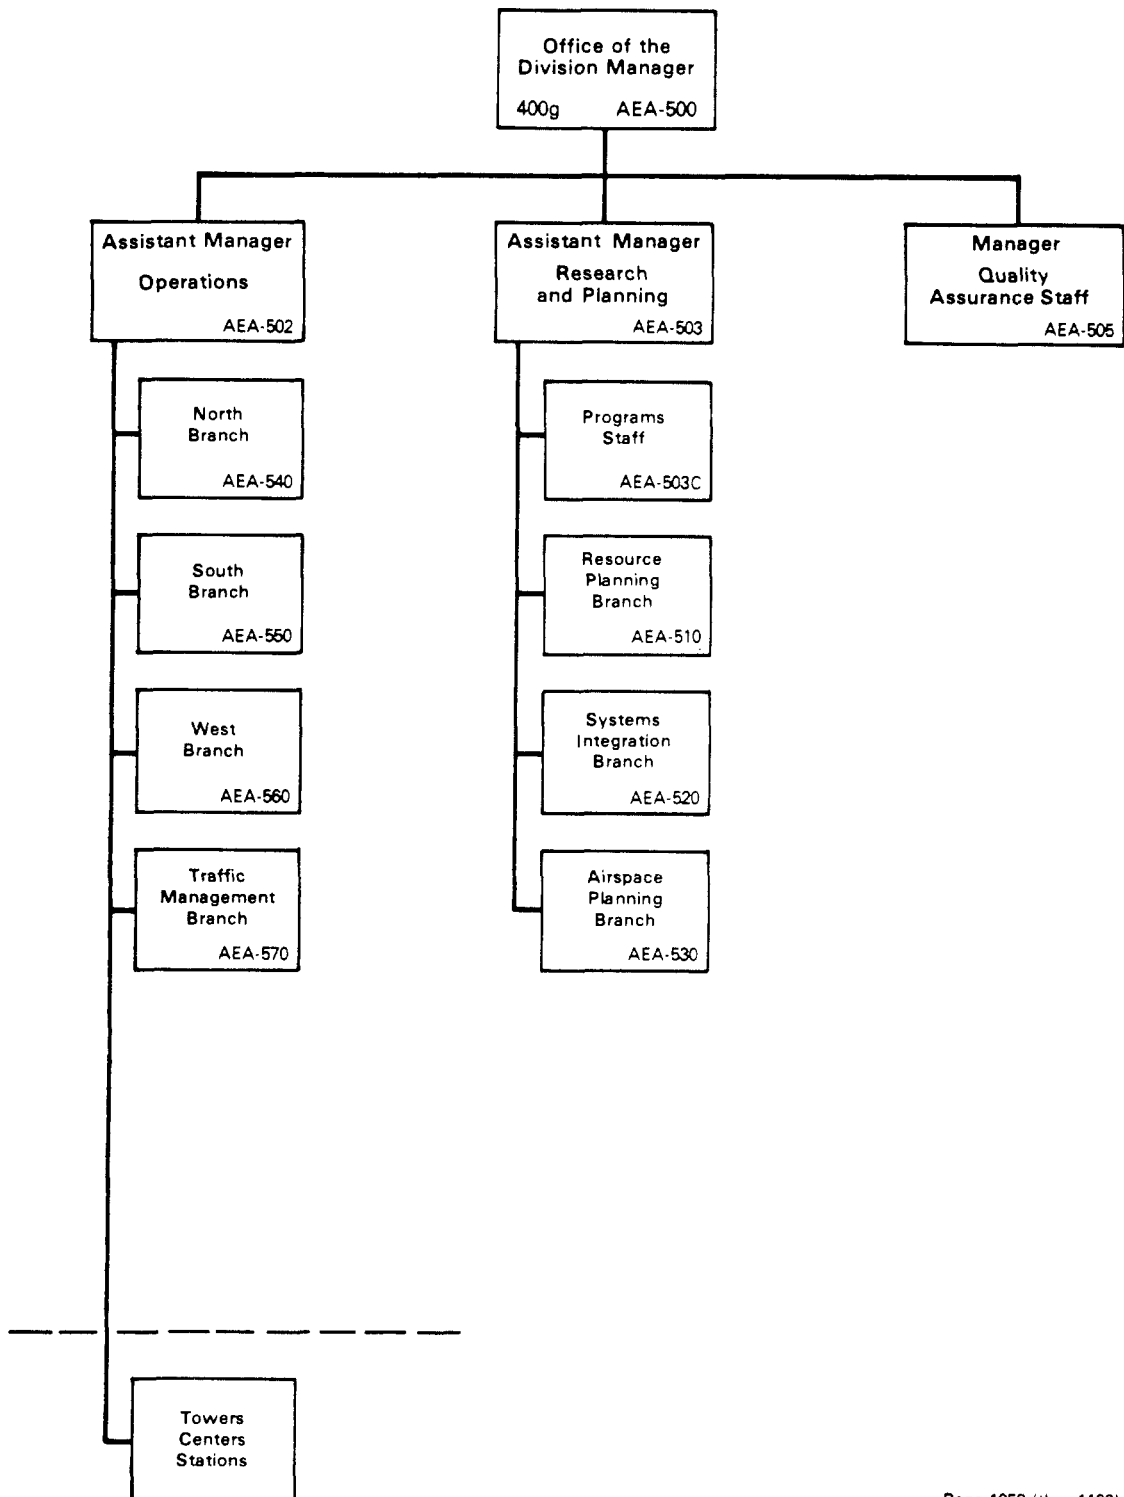 Office of the
Division Manager
400g AEA-500
Assistant Manager
Operations
AEA-502
Assistant Manager
Research
and Planning
AEA-503
Manager
Quality
Assurance Staff
AEA-505
North
Branch
AEA-540
South
Branch
AEA-550
West
Branch
AEA-560
Traffic
Management
Branch
AEA-570
Programs
Staff
AEA-503C
Resource
Planning
Branch
AEA-510
Systems
Integration
Branch
AEA-520
Airspace
Planning
Branch
AEA-530
Towers
Centers
Stations